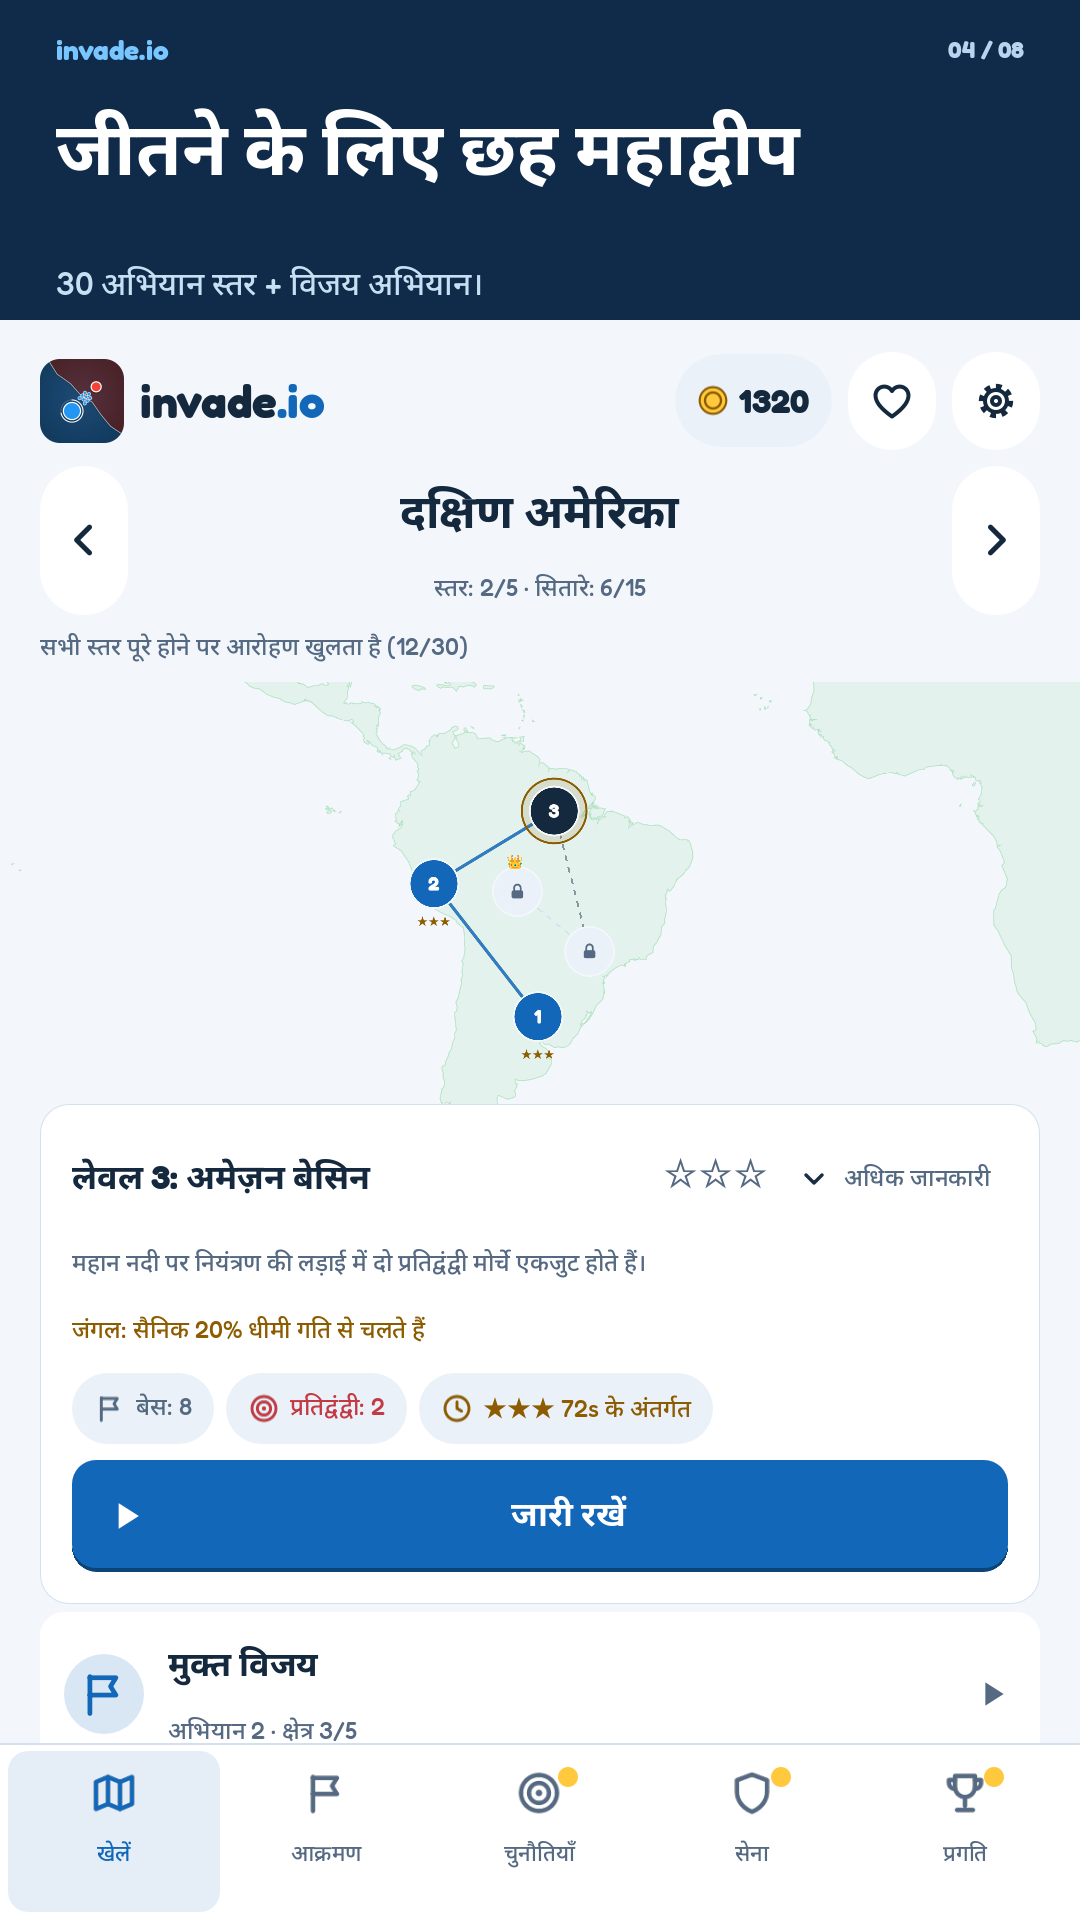 invade.io
04 / 08
जीतने के लिए छह महाद्वीप
30 अभियान स्तर + विजय अभियान।
invade.io
1320
दक्षिण अमेरिका
स्तर: 2/5 · सितारे: 6/15
सभी स्तर पूरे होने पर आरोहण खुलता है (12/30)
3
2
★★★
1
★★★
लेवल 3: अमेज़न बेसिन
☆☆☆
अधिक जानकारी
महान नदी पर नियंत्रण की लड़ाई में दो प्रतिद्वंद्वी मोर्चे एकजुट होते हैं।
जंगल: सैनिक 20% धीमी गति से चलते हैं
बेस: 8
प्रतिद्वंद्वी: 2
★★★ 72s के अंतर्गत
जारी रखें
मुक्त विजय
अभियान 2 · क्षेत्र 3/5
खेलें
आक्रमण
चुनौतियाँ
सेना
प्रगति